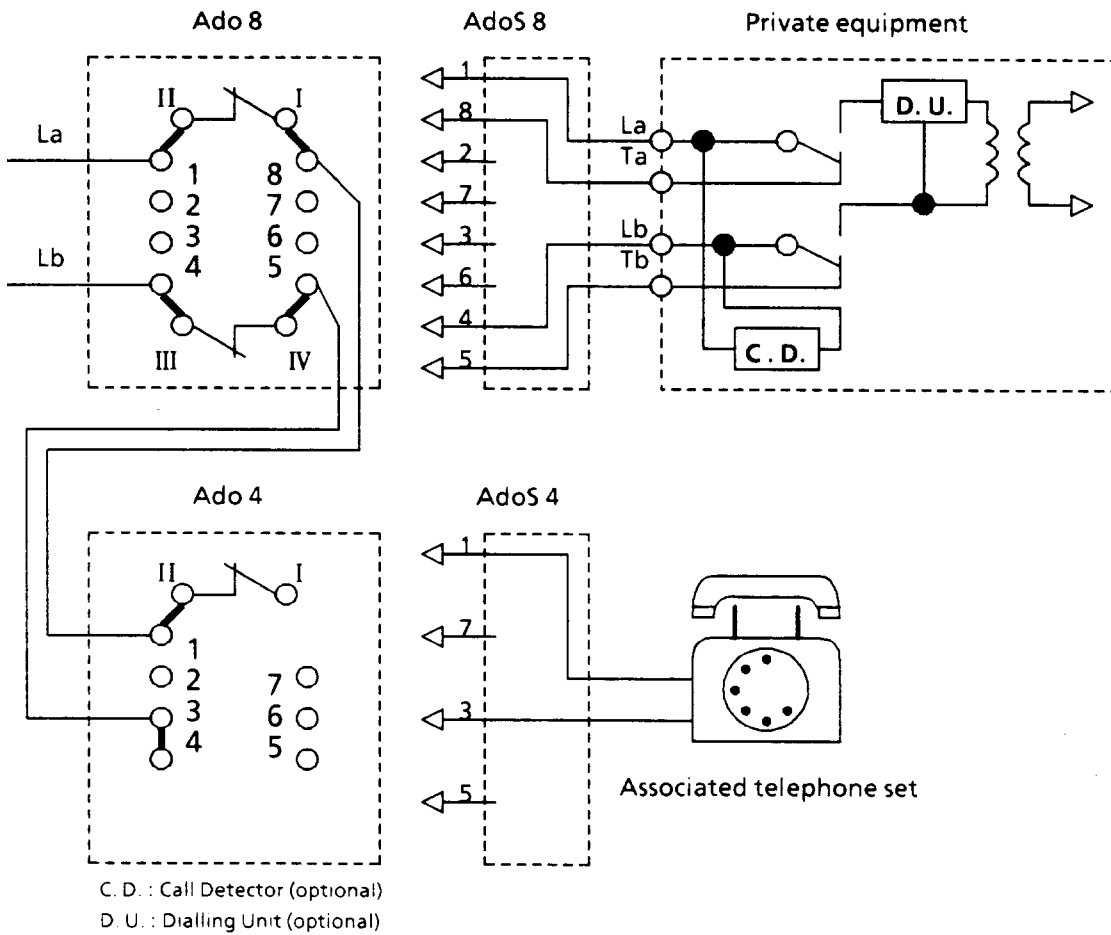 Ado 8
AdoS 8
Private equipment
II
I
La
1
8
2
7
3
6
4
5
Lb
III
IV
1
8
2
7
3
6
4
5
La
Ta
Lb
Tb
D. U.
C. D.
Ado 4
AdoS 4
II
I
1
2
7
3
6
4
5
1
7
3
5
Associated telephone set
C. D. : Call Detector (optional)
D. U. : Dialling Unit (optional)